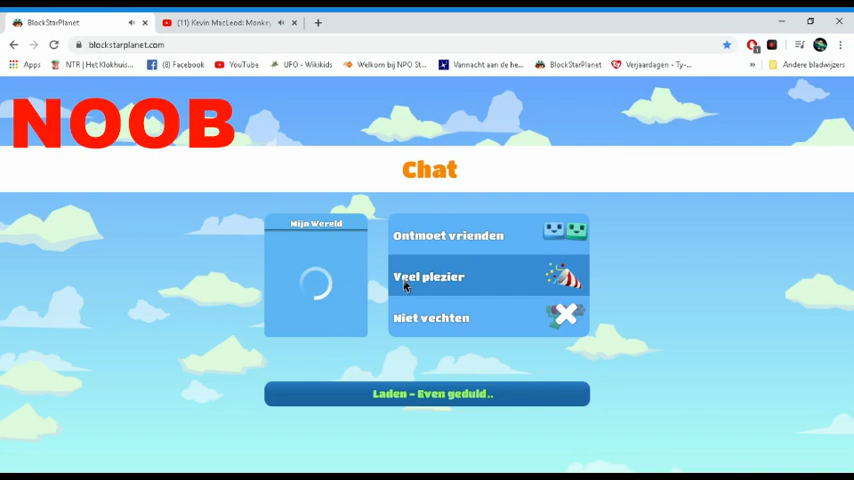 BlockStarPlanet
(11) Kevin MacLeod: Monke
blockstarplanet.com
1
Apps
NTR | Het Klokhuis...
(8) Facebook
YouTube
UFO - Wikikids
Welkom bij NPO St...
Vannacht aan de he...
BlockStarPlanet
Verjaardagen - Ty-...
»
Andere bladwijzers
NOOB
Chat
Mijn Wereld
Ontmoet vrienden
Veel plezier
Niet vechten
Laden - Even geduld..